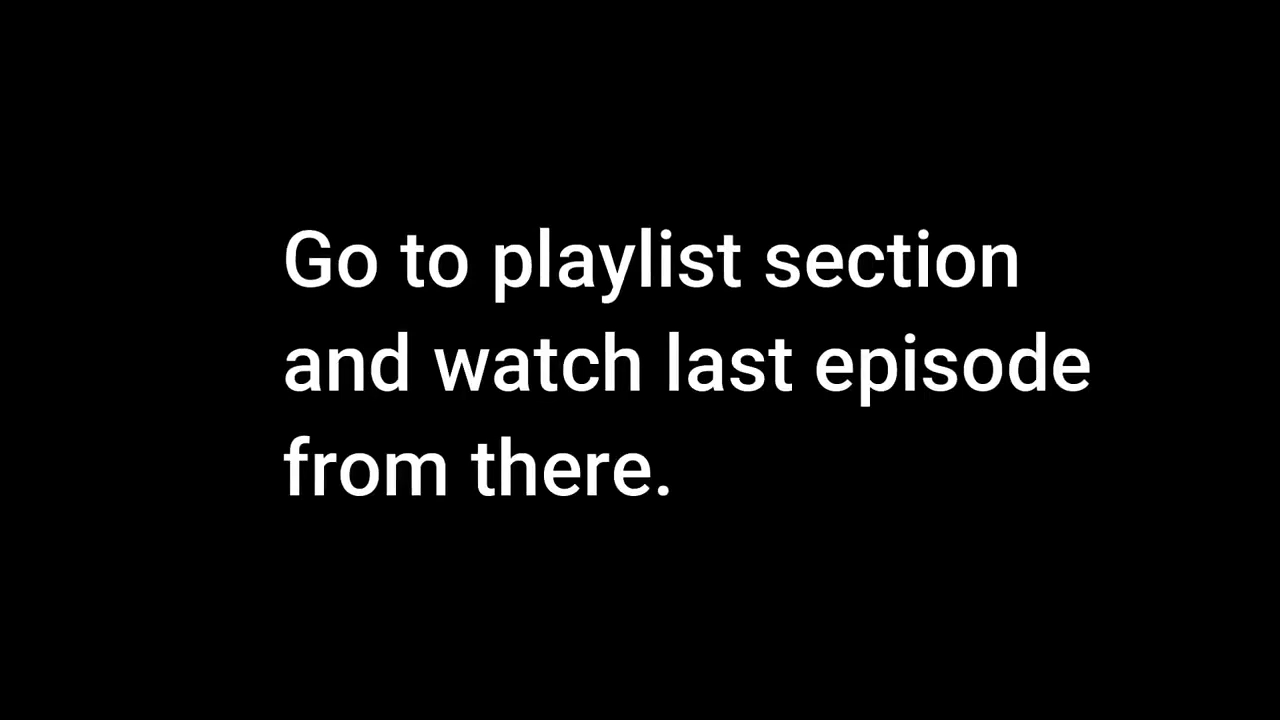 Go to playlist section
and watch last episode
from there.